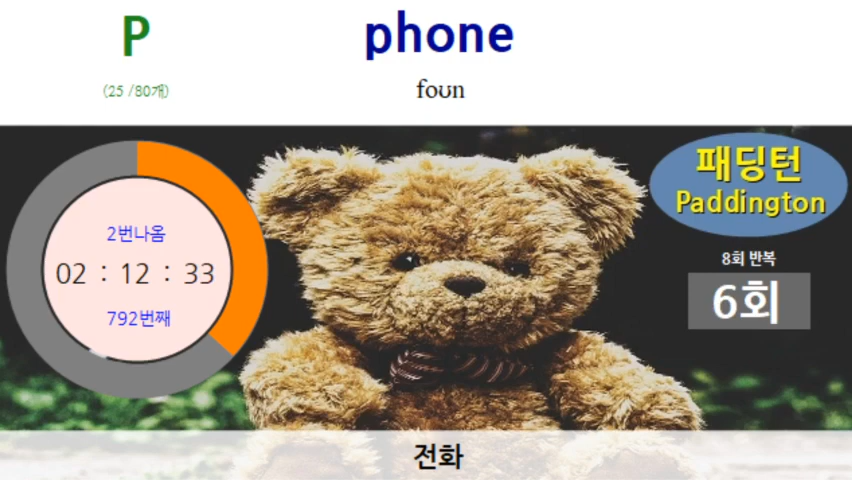 P
phone
(25 /80개)
foʊn
패딩턴
Paddington
2번나옴
02 : 12 : 33
792번째
8회 반복
6회
전화